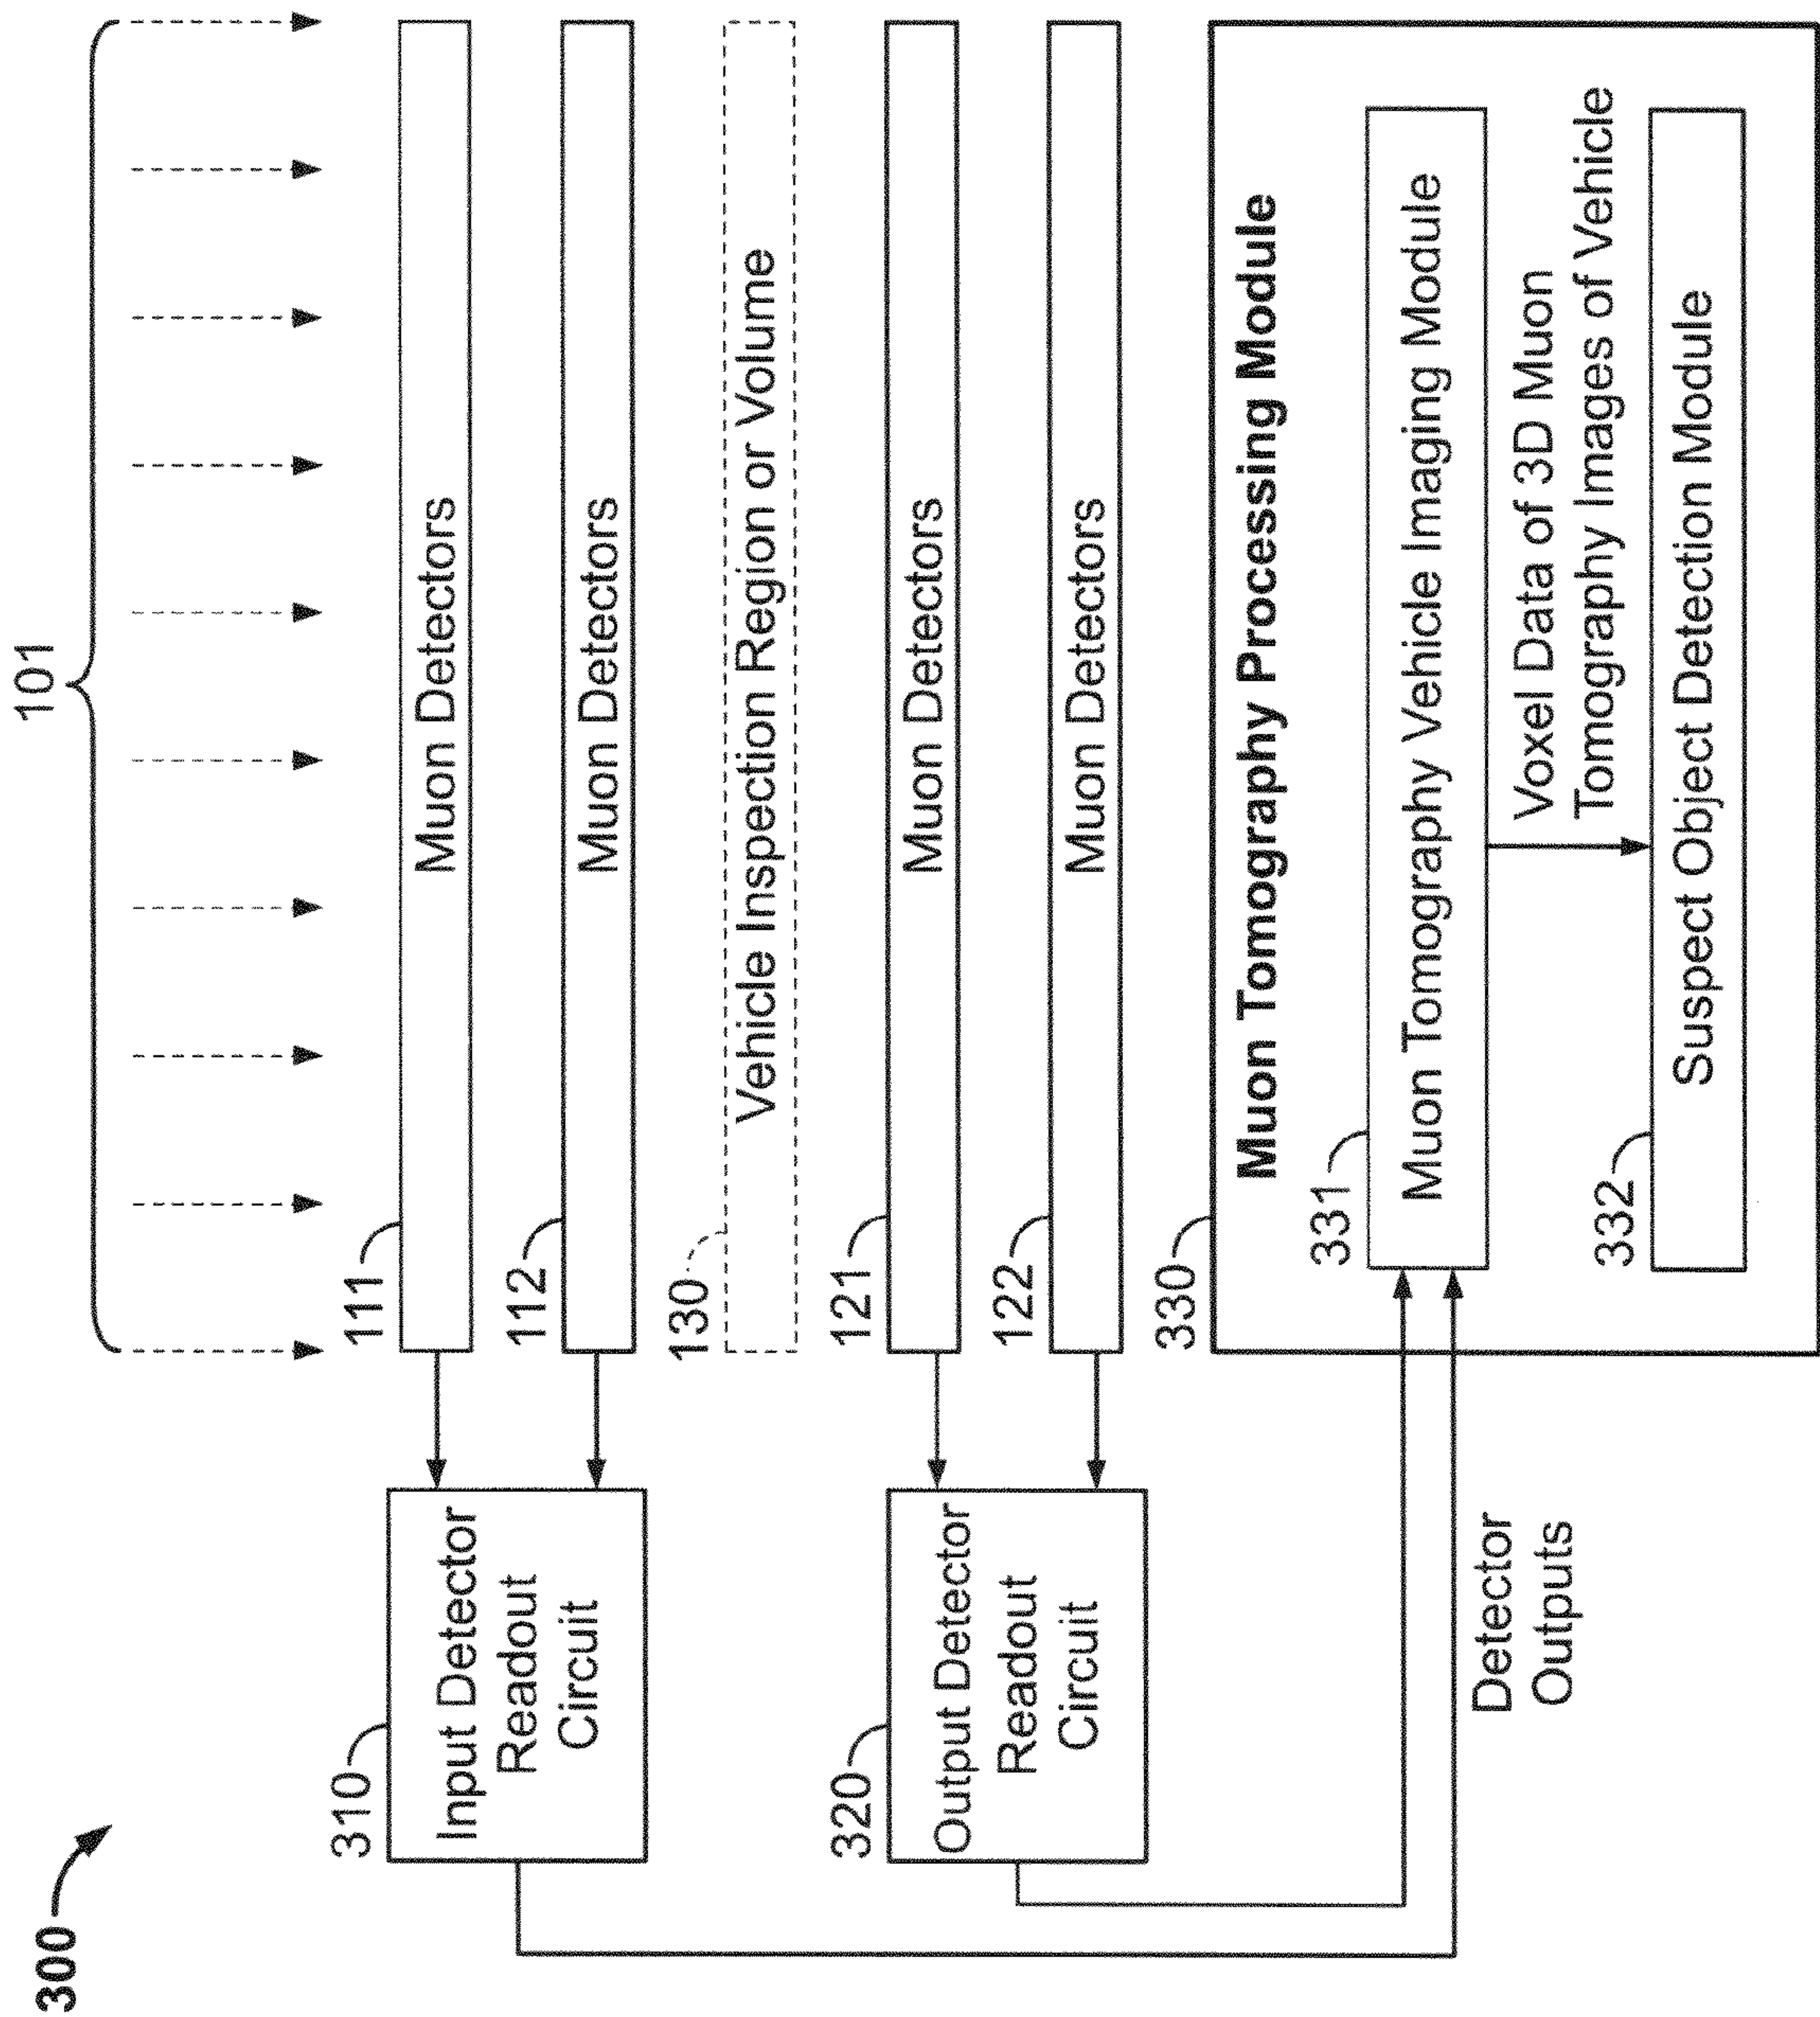 300
101
111
Muon Detectors
112
Muon Detectors
130
Vehicle Inspection Region or Volume
121
Muon Detectors
122
Muon Detectors
310
Input Detector
Readout
Circuit
320
Output Detector
Readout
Circuit
Detector
Outputs
330
Muon Tomography Processing Module
331
Muon Tomography Vehicle Imaging Module
Voxel Data of 3D Muon
Tomography Images of Vehicle
332
Suspect Object Detection Module